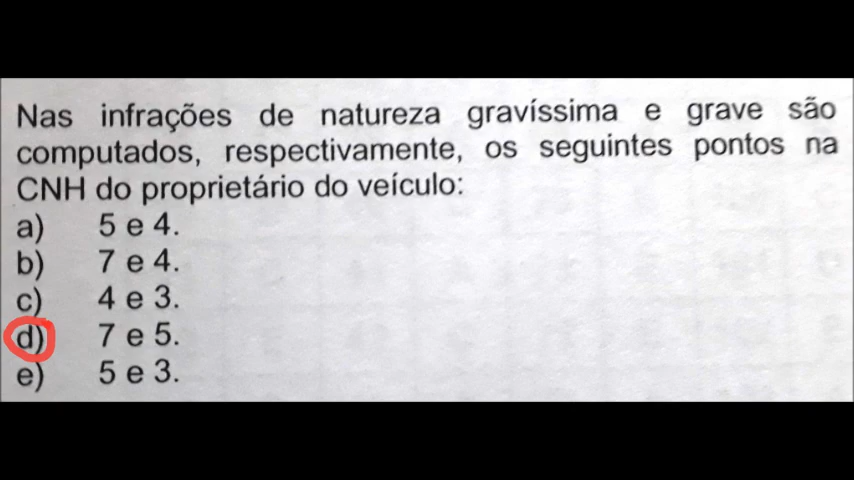 Nas infrações de natureza gravíssima e grave são
computados, respectivamente, os seguintes pontos na
CNH do proprietário do veículo:
a) 5 e 4.
b) 7 e 4.
c) 4 e 3.
d) 7 e 5.
e) 5 e 3.